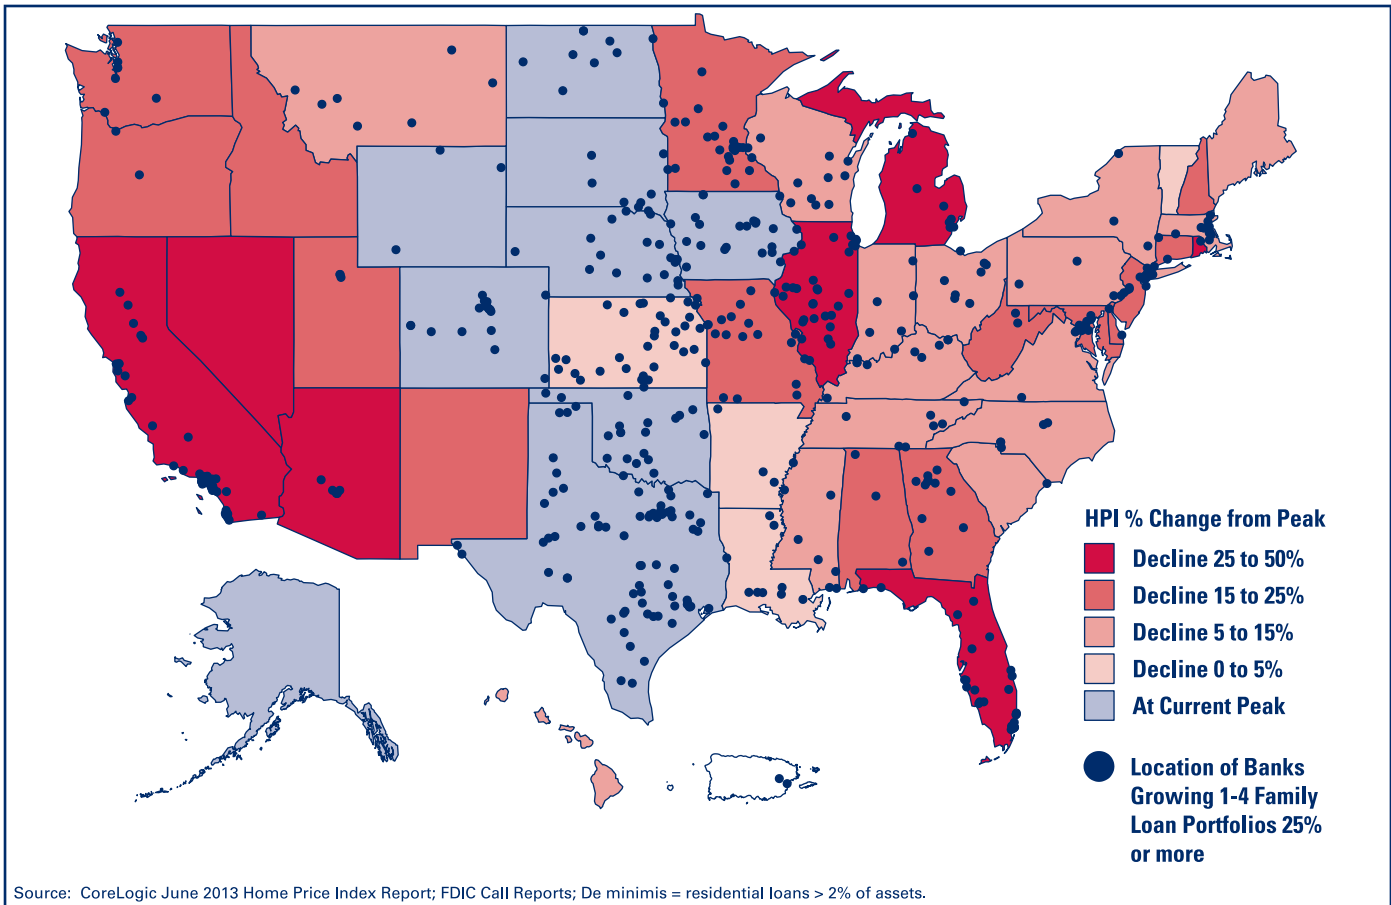 HPI % Change from Peak
Decline 25 to 50%
Decline 15 to 25%
Decline 5 to 15%
Decline 0 to 5%
At Current Peak
Location of Banks
Growing 1-4 Family
Loan Portfolios 25%
or more
Source: CoreLogic June 2013 Home Price Index Report; FDIC Call Reports; De minimis = residential loans > 2% of assets.